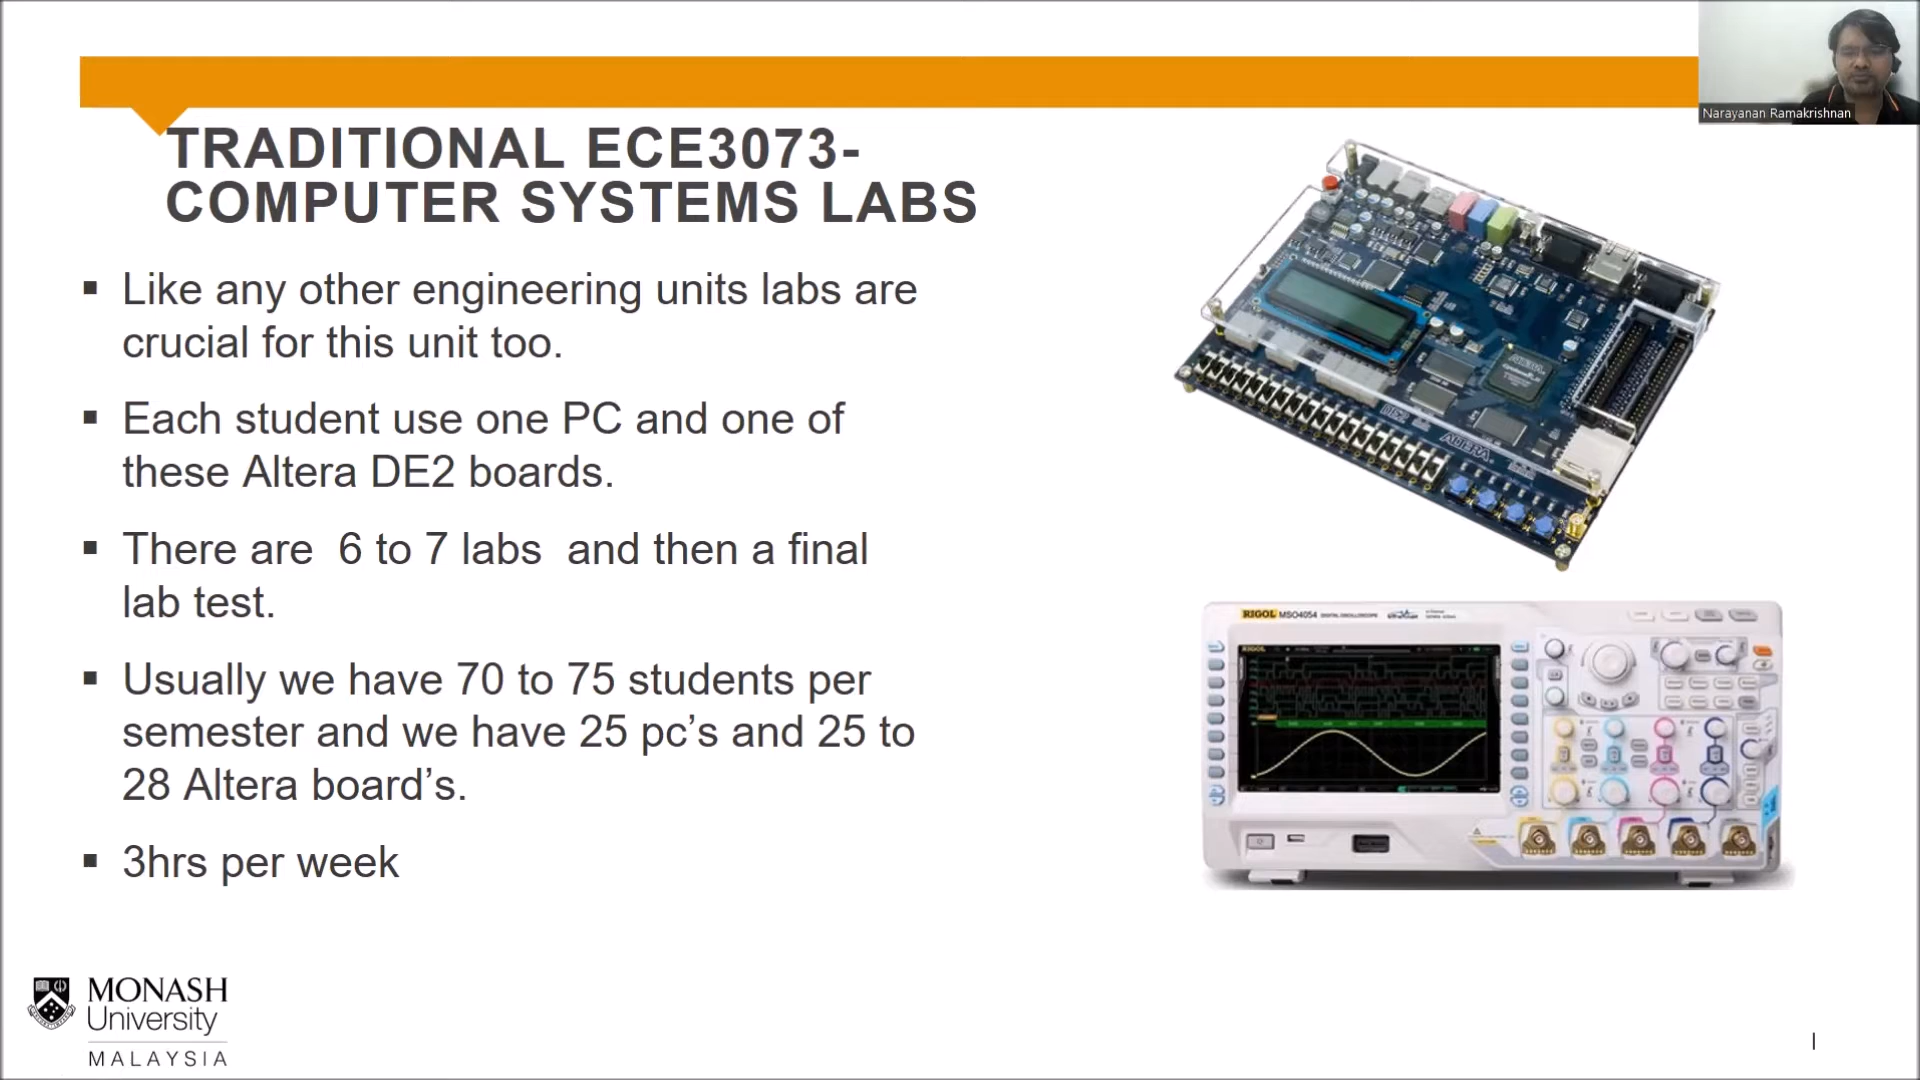 Narayanan Ramakrishnan
TRADITIONAL ECE3073-
COMPUTER SYSTEMS LABS
▪ Like any other engineering units labs are
crucial for this unit too.
▪ Each student use one PC and one of
these Altera DE2 boards.
▪ There are 6 to 7 labs and then a final
lab test.
▪ Usually we have 70 to 75 students per
semester and we have 25 pc’s and 25 to
28 Altera board’s.
▪ 3hrs per week
DE2
ALTERA
RIGOL MSO4054 DIGITAL OSCILLOSCOPE
RIGOL
MONASH
University
MALAYSIA
I